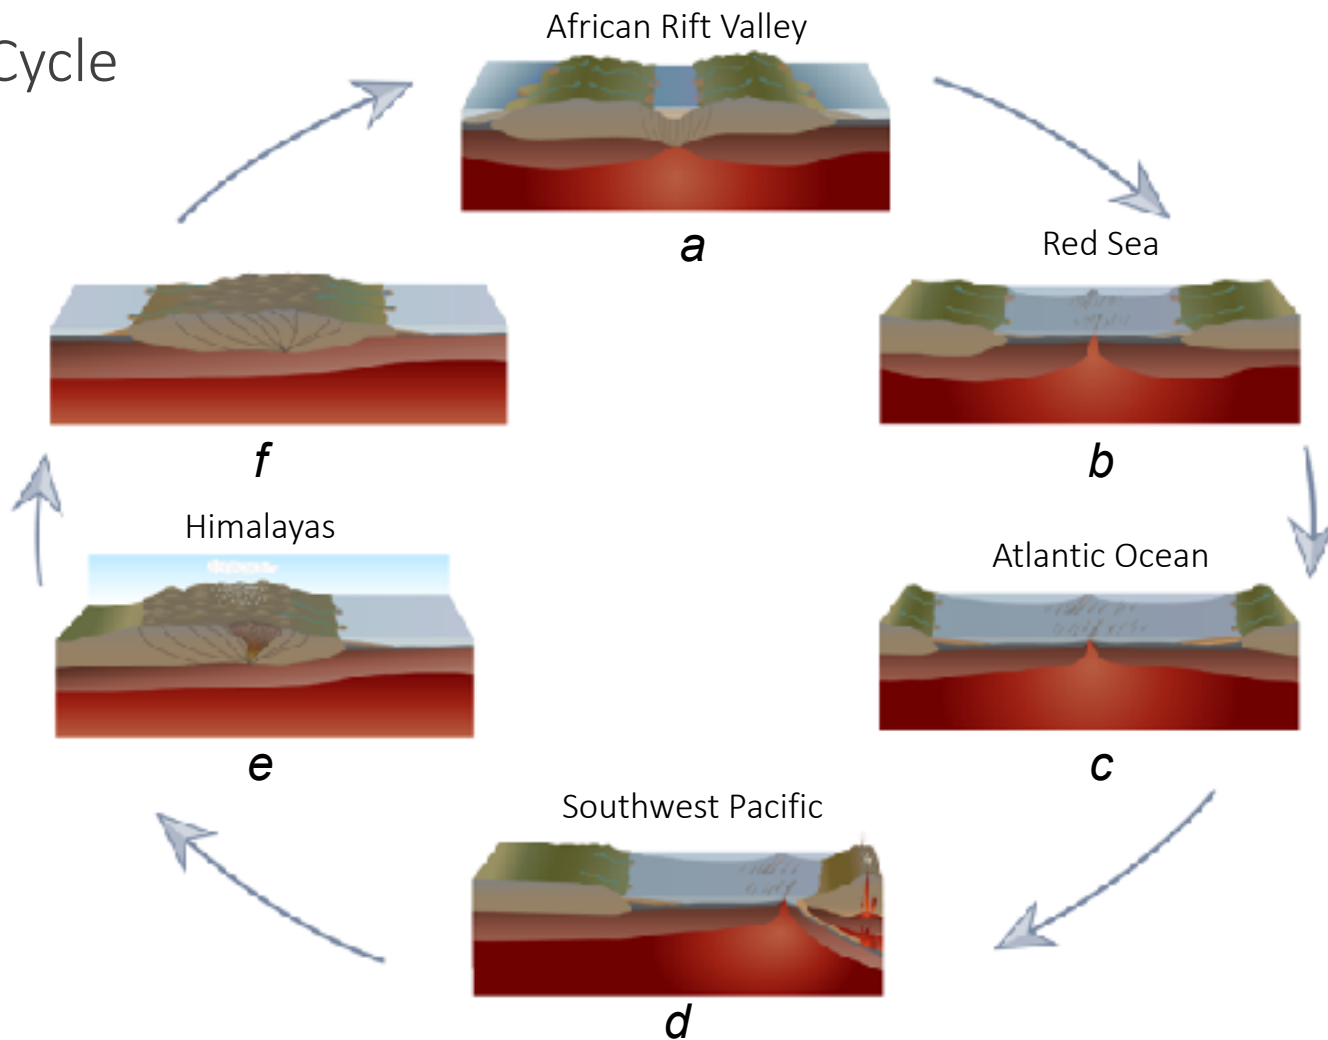 Cycle
African Rift Valley
a
Red Sea
b
Atlantic Ocean
c
Southwest Pacific
d
Himalayas
e
f